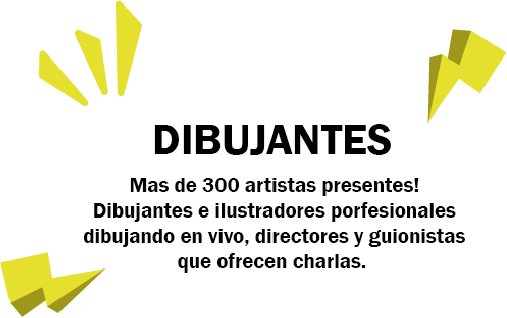 DIBUJANTES
Mas de 300 artistas presentes!
Dibujantes e ilustradores porfesionales
dibujando en vivo, directores y guionistas
que ofrecen charlas.